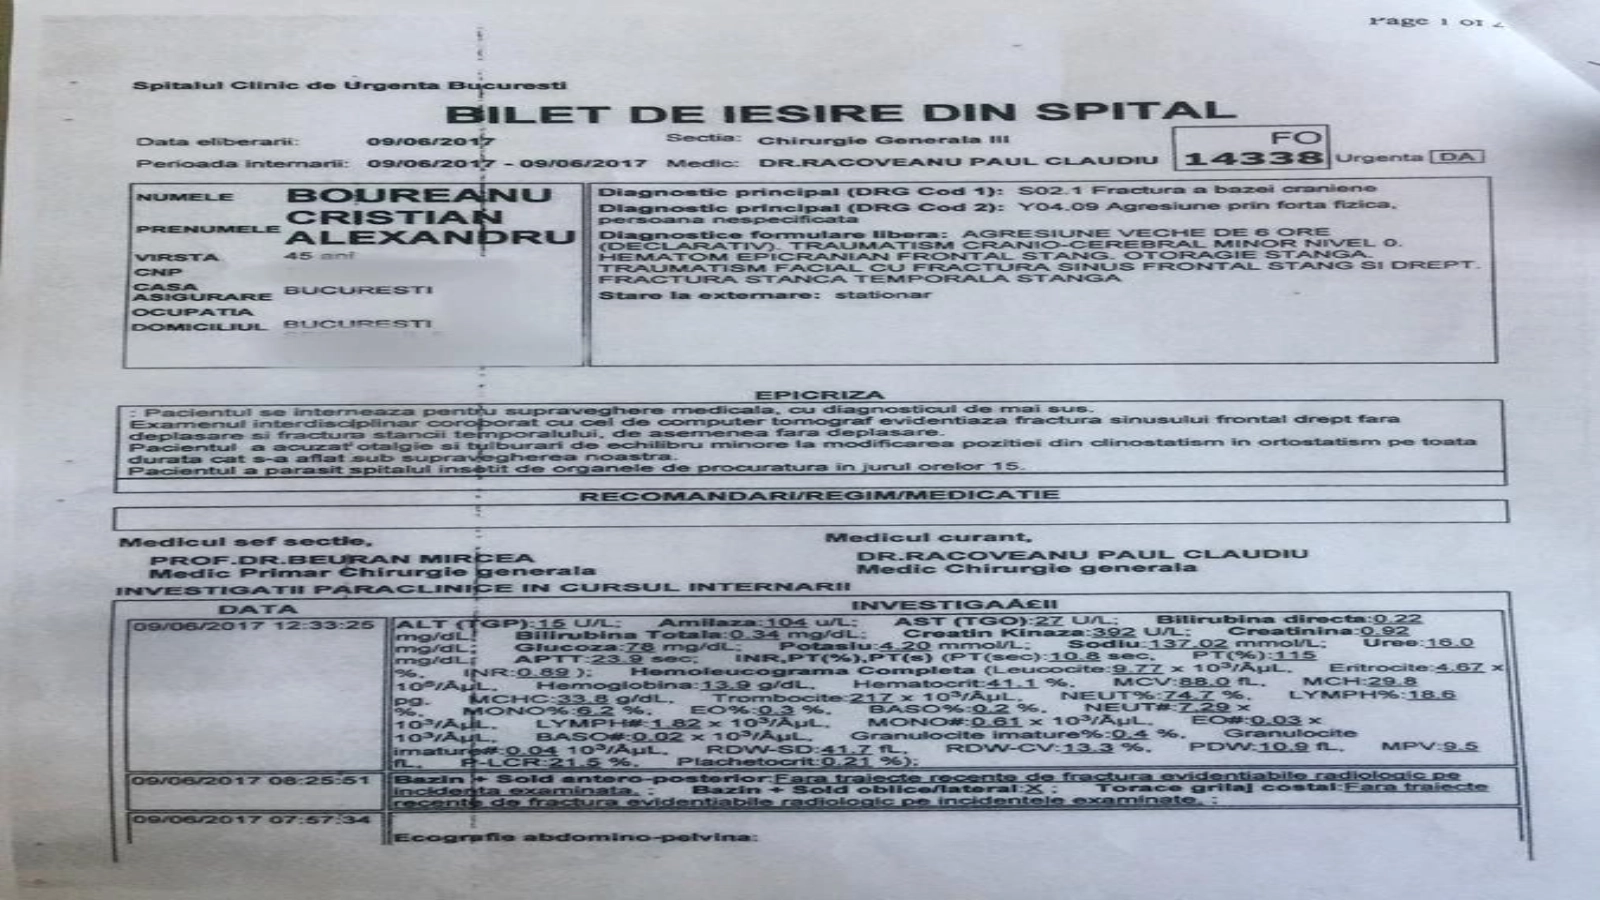 Page 1 of 2
Spitalul Clinic de Urgenta Bucuresti
BILET DE IESIRE DIN SPITAL
Data eliberarii: 09/06/2017 Sectia: Chirurgie Generala III FO
Perioada internarii: 09/06/2017 - 09/06/2017 Medic: DR.RACOVEANU PAUL CLAUDIU 14338 Urgenta DA
NUMELE BOUREANU
PRENUMELE CRISTIAN
ALEXANDRU
VIRSTA 45 ani
CNP
CASA
ASIGURARE BUCURESTI
OCUPATIA
DOMICILIUL BUCURESTI
Diagnostic principal (DRG Cod 1): S02.1 Fractura a bazei craniene
Diagnostic principal (DRG Cod 2): Y04.09 Agresiune prin forta fizica,
persoana nespecificata
Diagnostice formulare libera: AGRESIUNE VECHE DE 6 ORE
(DECLARATIV). TRAUMATISM CRANIO-CEREBRAL MINOR NIVEL 0.
HEMATOM EPICRANIAN FRONTAL STANG. OTORAGIE STANGA.
TRAUMATISM FACIAL CU FRACTURA SINUS FRONTAL STANG SI DREPT.
FRACTURA STANCA TEMPORALA STANGA
Stare la externare: stationar
EPICRIZA
: Pacientul se interneaza pentru supraveghere medicala, cu diagnosticul de mai sus.
Examenul interdisciplinar coroborat cu cel de computer tomograf evidentiaza fractura sinusului frontal drept fara
deplasare si fractura stancii temporalului, de asemenea fara deplasare.
Pacientul a acuzat otalgie si tulburari de echilibru minore la modificarea pozitiei din clinostatism in ortostatism pe toata
durata cat s-a aflat sub supravegherea noastra.
Pacientul a parasit spitalul insotit de organele de procuratura in jurul orelor 15.
RECOMANDARI/REGIM/MEDICATIE
Medicul sef sectie, Medicul curant,
PROF.DR.BEURAN MIRCEA DR.RACOVEANU PAUL CLAUDIU
Medic Primar Chirurgie generala Medic Chirurgie generala
INVESTIGATII PARACLINICE IN CURSUL INTERNARII
DATA INVESTIGAÅ£II
09/06/2017 12:33:25 ALT (TGP):15 U/L; Amilaza:104 u/L; AST (TGO):27 U/L; Bilirubina directa:0.22
mg/dL; Bilirubina Totala:0.34 mg/dL; Creatin Kinaza:392 U/L; Creatinina:0.92
mg/dL; Glucoza:78 mg/dL; Potasiu:4.20 mmol/L; Sodiu:137.02 mmol/L; Uree:16.0
mg/dL; APTT:23.9 sec; INR,PT(%),PT(s) (PT(sec):10.8 sec, PT(%):115
%, INR:0.89 ); Hemoleucograma Completa (Leucocite:9.77 x 10³/ÂµL, Eritrocite:4.67 x
10⁶/ÂµL, Hemoglobina:13.9 g/dL, Hematocrit:41.1 %, MCV:88.0 fL, MCH:29.8
pg, MCHC:33.8 g/dL, Trombocite:217 x 10³/ÂµL, NEUT%:74.7 %, LYMPH%:18.6
%, MONO%:6.2 %, EO%:0.3 %, BASO%:0.2 %, NEUT#:7.29 x
10³/ÂµL, LYMPH#:1.82 x 10³/ÂµL, MONO#:0.61 x 10³/ÂµL, EO#:0.03 x
10³/ÂµL, BASO#:0.02 x 10³/ÂµL, Granulocite imature%:0.4 %, Granulocite
imature#:0.04 10³/ÂµL, RDW-SD:41.7 fL, RDW-CV:13.3 %, PDW:10.9 fL, MPV:9.5
fL, P-LCR:21.5 %, Plachetocrit:0.21 %);
09/06/2017 08:25:51 Bazin + Sold antero-posterior:Fara traiecte recente de fractura evidentiabile radiologic pe
incidenta examinata. ; Bazin + Sold oblice/lateral:X ; Torace grilaj costal:Fara traiecte
recente de fractura evidentiabile radiologic pe incidentele examinate. ;
09/06/2017 07:57:34
Ecografie abdomino-pelvina: